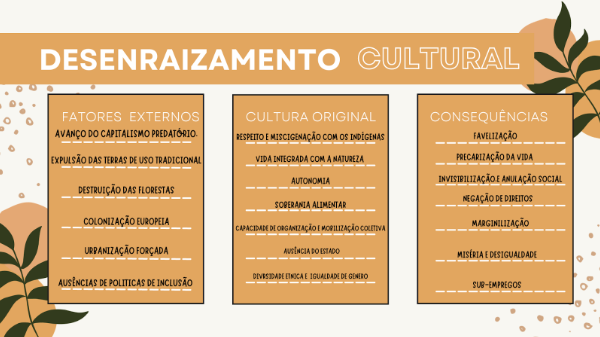 DESENRAIZAMENTO CULTURAL
FATORES EXTERNOS
AVANÇO DO CAPITALISMO PREDATÓRIO.
EXPULSÃO DAS TERRAS DE USO TRADICIONAL
DESTRUIÇÃO DAS FLORESTAS
COLONIZAÇÃO EUROPEIA
URBANIZAÇÃO FORÇADA
AUSÊNCIAS DE POLITICAS DE INCLUSÃO
CULTURA ORIGINAL
RESPEITO E MISCIGENAÇÃO COM OS INDÍGENAS
VIDA INTEGRADA COM A NATUREZA
AUTONOMIA
SOBERANIA ALIMENTAR
CAPACIDADE DE ORGANIZAÇÃO E MOBILIZAÇÃO COLETIVA
AUSÊNCIA DO ESTADO
DIVRSIDADE ETNICA E IGUALDADE DE GENERO
CONSEQUÊNCIAS
FAVELIZAÇÃO
PRECARIZAÇÃO DA VIDA
INVISIBILIZAÇÃO E ANULAÇÃO SOCIAL
NEGAÇÃO DE DIREITOS
MARGINILIZAÇÃO
MISÉRIA E DESIGUALDADE
SUB-EMPREGOS